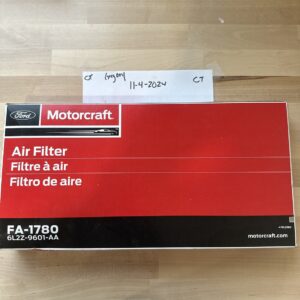 11-4-2024
CT
Ford
Motorcraft
Air Filter
Filtre à air
Filtro de aire
FA-1780
6L2Z-9601-AA
motorcraft.com